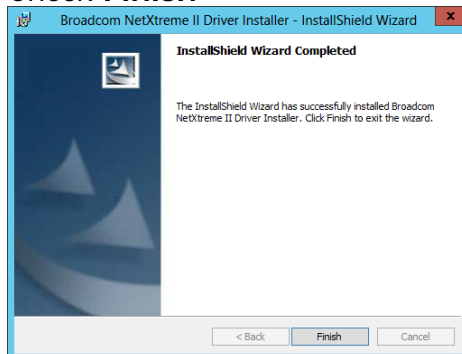 Broadcom NetXtreme II Driver Installer - InstallShield Wizard
x
InstallShield Wizard Completed
The InstallShield Wizard has successfully installed Broadcom
NetXtreme II Driver Installer. Click Finish to exit the wizard.
< Back Finish Cancel